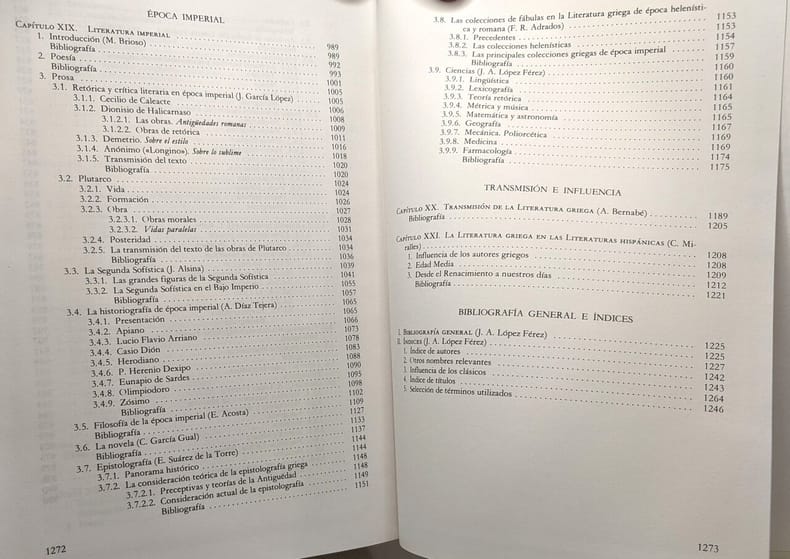 ÉPOCA IMPERIAL
CAPÍTULO XIX. LITERATURA IMPERIAL 989
1. Introducción (M. Brioso) 989
Bibliografía 992
2. Poesía 993
Bibliografía 1001
3. Prosa 1005
3.1. Retórica y crítica literaria en época imperial (J. García López) 1005
3.1.1. Cecilio de Caleacte 1006
3.1.2. Dionisio de Halicarnaso 1008
3.1.2.1. Las obras. Antigüedades romanas 1009
3.1.2.2. Obras de retórica 1011
3.1.3. Demetrio. Sobre el estilo 1016
3.1.4. Anónimo («Longino»). Sobre lo sublime 1018
3.1.5. Transmisión del texto 1020
Bibliografía 1020
3.2. Plutarco 1024
3.2.1. Vida 1024
3.2.2. Formación 1026
3.2.3. Obra 1027
3.2.3.1. Obras morales 1028
3.2.3.2. Vidas paralelas 1031
3.2.4. Posteridad 1034
3.2.5. La transmisión del texto de las obras de Plutarco 1034
Bibliografía 1036
3.3. La Segunda Sofística (J. Alsina) 1039
3.3.1. Las grandes figuras de la Segunda Sofística 1041
3.3.2. La Segunda Sofística en el Bajo Imperio 1055
Bibliografía 1057
3.4. La historiografía de época imperial (A. Díaz Tejera) 1065
3.4.1. Presentación 1065
3.4.2. Apiano 1066
3.4.3. Lucio Flavio Arriano 1073
3.4.4. Casio Dión 1078
3.4.5. Herodiano 1083
3.4.6. P. Herenio Dexipo 1088
3.4.7. Eunapio de Sardes 1090
3.4.8. Olimpiodoro 1095
3.4.9. Zósimo 1098
Bibliografía 1102
3.5. Filosofía de la época imperial (E. Acosta) 1109
Bibliografía 1127
3.6. La novela (C. García Gual) 1133
Bibliografía 1137
3.7. Epistolografía (E. Suárez de la Torre) 1144
3.7.1. Panorama histórico 1144
3.7.2. La consideración teórica de la epistolografía griega 1148
3.7.2.1. Preceptivas y teorías de la Antigüedad 1148
3.7.2.2. Consideración actual de la epistolografía 1149
Bibliografía 1151
1272
3.8. Las colecciones de fábulas en la Literatura griega de época helenísti-
ca y romana (F. R. Adrados) 1153
3.8.1. Precedentes 1153
3.8.2. Las colecciones helenísticas 1154
3.8.3. Las principales colecciones griegas de época imperial 1157
Bibliografía 1159
3.9. Ciencias (J. A. López Férez) 1160
3.9.1. Lingüística 1160
3.9.2. Lexicografía 1161
3.9.3. Teoría retórica 1164
3.9.4. Métrica y música 1165
3.9.5. Matemática y astronomía 1165
3.9.6. Geografía 1167
3.9.7. Mecánica. Poliorcética 1169
3.9.8. Medicina 1169
3.9.9. Farmacología 1174
Bibliografía 1175
TRANSMISIÓN E INFLUENCIA
CAPÍTULO XX. TRANSMISIÓN DE LA LITERATURA GRIEGA (A. Bernabé) 1189
Bibliografía 1205
CAPÍTULO XXI. LA LITERATURA GRIEGA EN LAS LITERATURAS HISPÁNICAS (C. Mi-
ralles) 1208
1. Influencia de los autores griegos 1208
2. Edad Media 1209
3. Desde el Renacimiento a nuestros días 1212
Bibliografía 1221
BIBLIOGRAFÍA GENERAL E ÍNDICES
I. BIBLIOGRAFÍA GENERAL (J. A. López Férez) 1225
II. ÍNDICES (J. A. López Férez) 1225
1. Índice de autores 1227
2. Otros nombres relevantes 1242
3. Influencia de los clásicos 1243
4. Índice de títulos 1264
5. Selección de términos utilizados 1246
1273